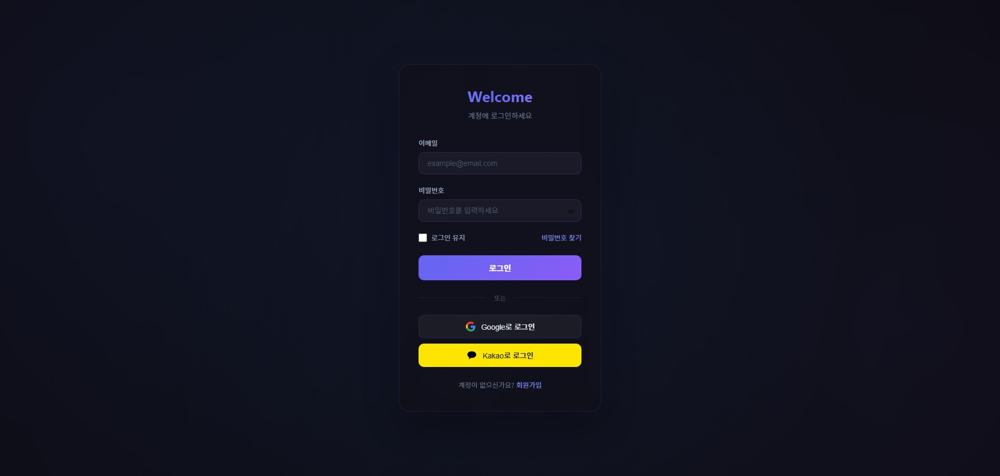 Welcome
계정에 로그인하세요
이메일
example@email.com
비밀번호
비밀번호를 입력하세요
로그인 유지 비밀번호 찾기
로그인
또는
Google로 로그인
Kakao로 로그인
계정이 없으신가요? 회원가입